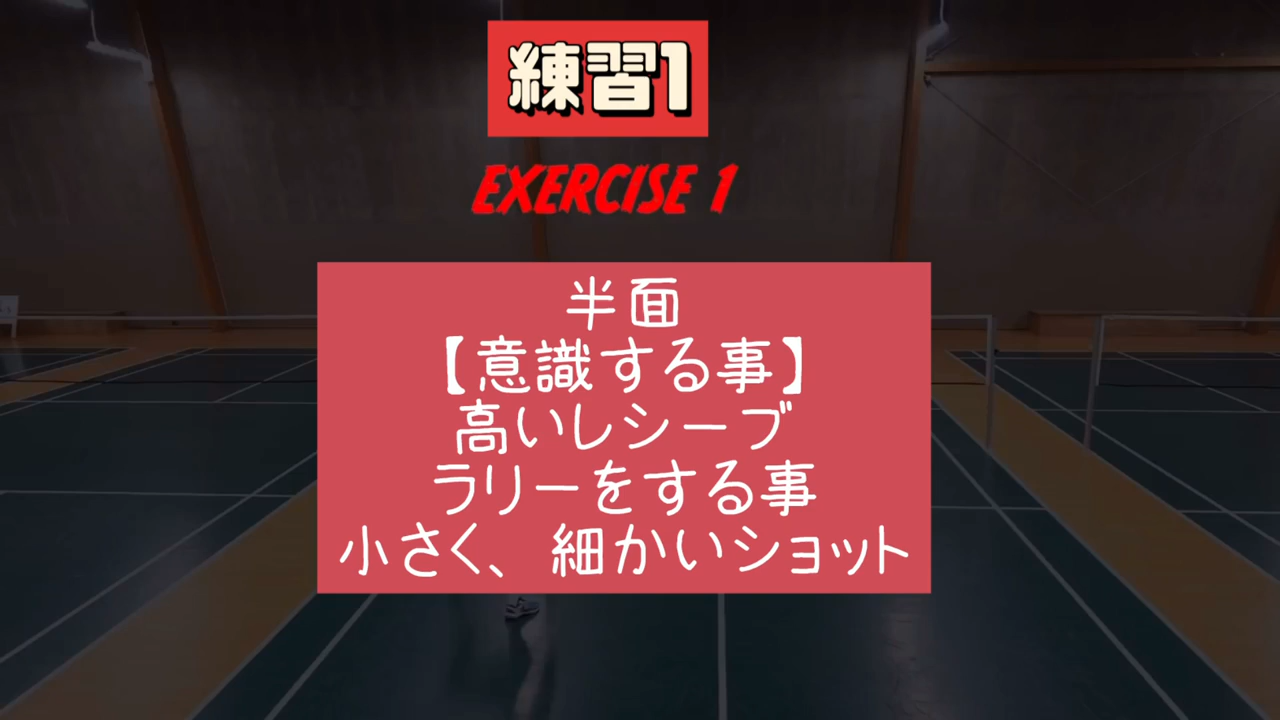 練習1
EXERCISE 1
半面
【意識する事】
高いレシーブ
ラリーをする事
小さく、細かいショット